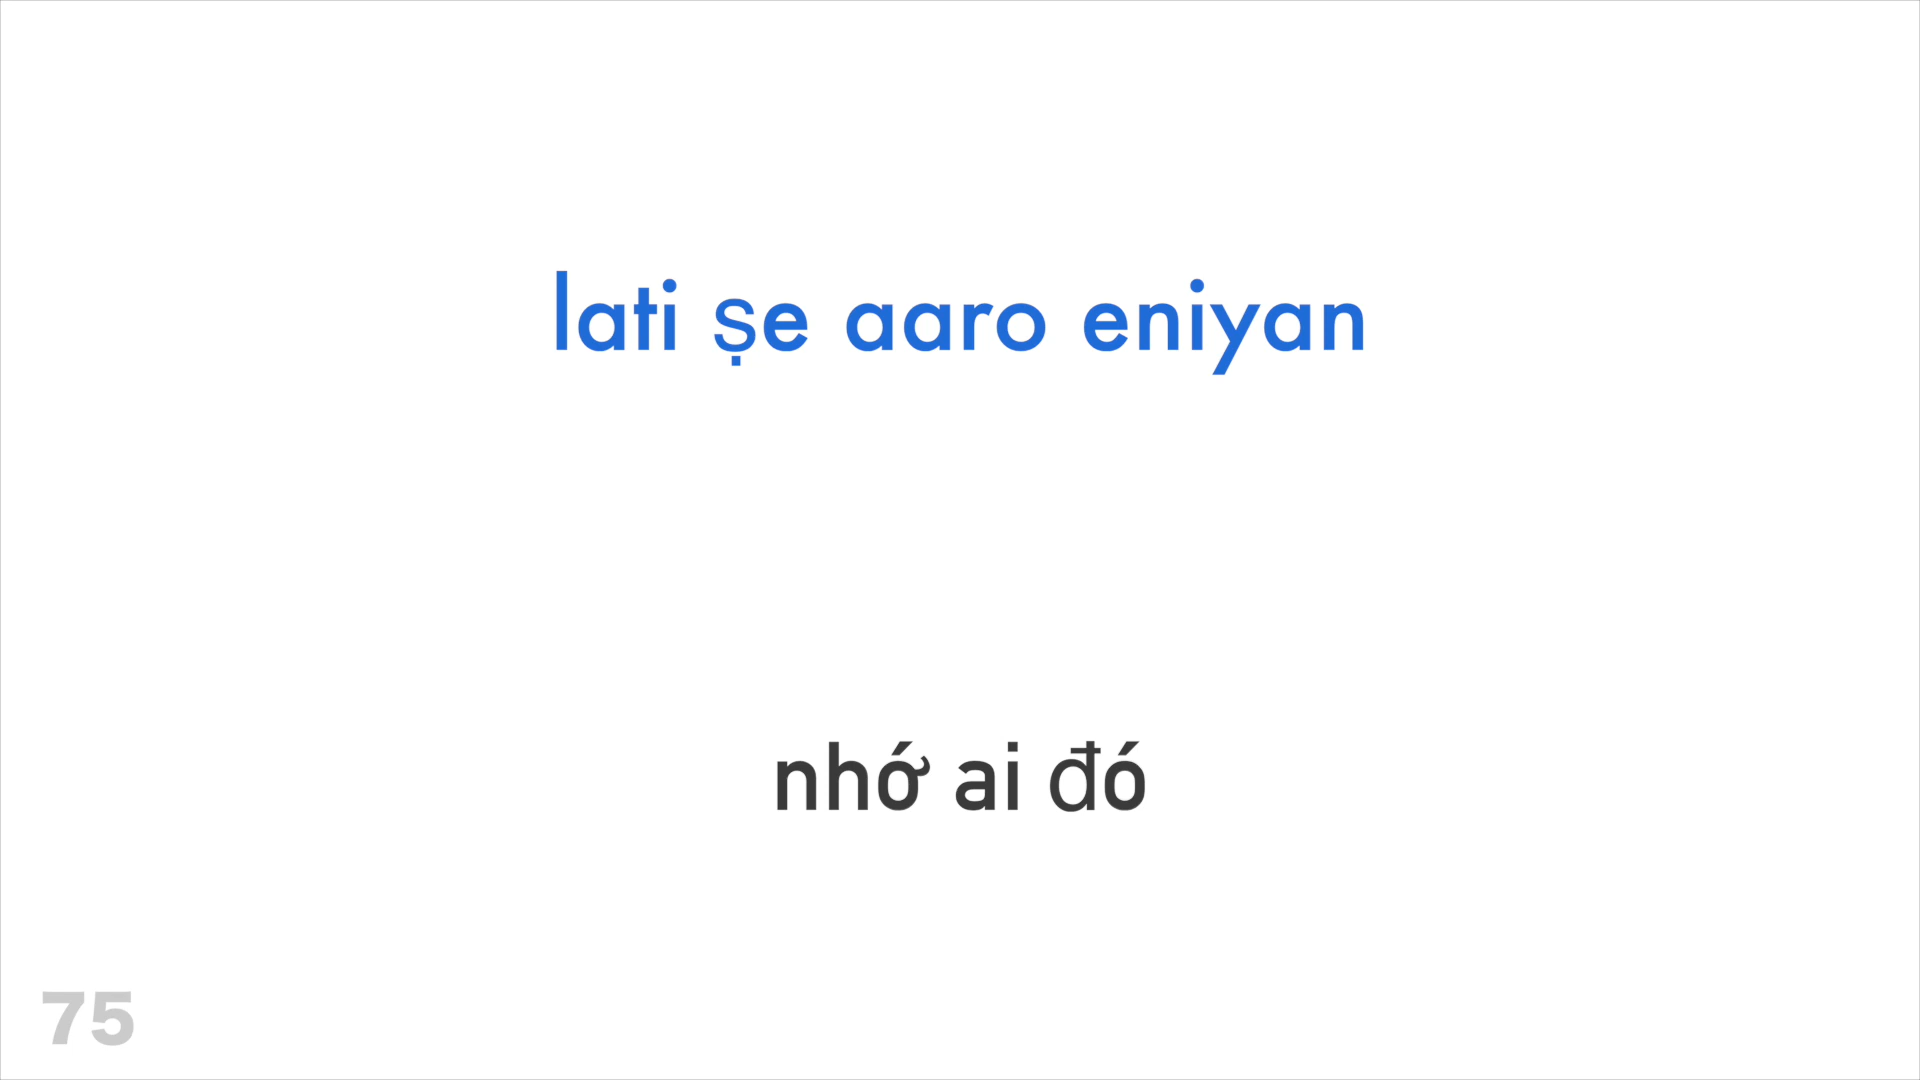 lati ṣe aaro eniyan
nhớ ai đó
75